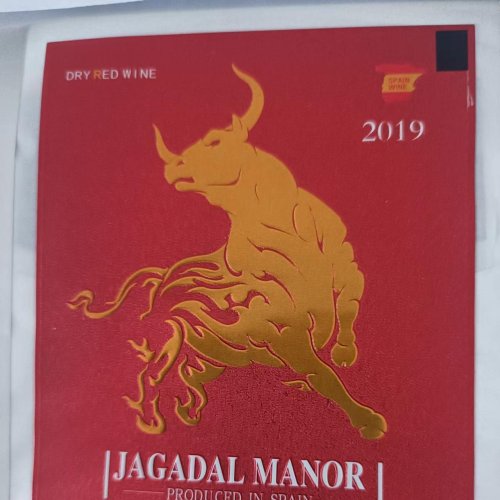 DRY RED WINE
SPAIN
WINE
2019
JAGADAL MANOR
PRODUCED IN SPAIN